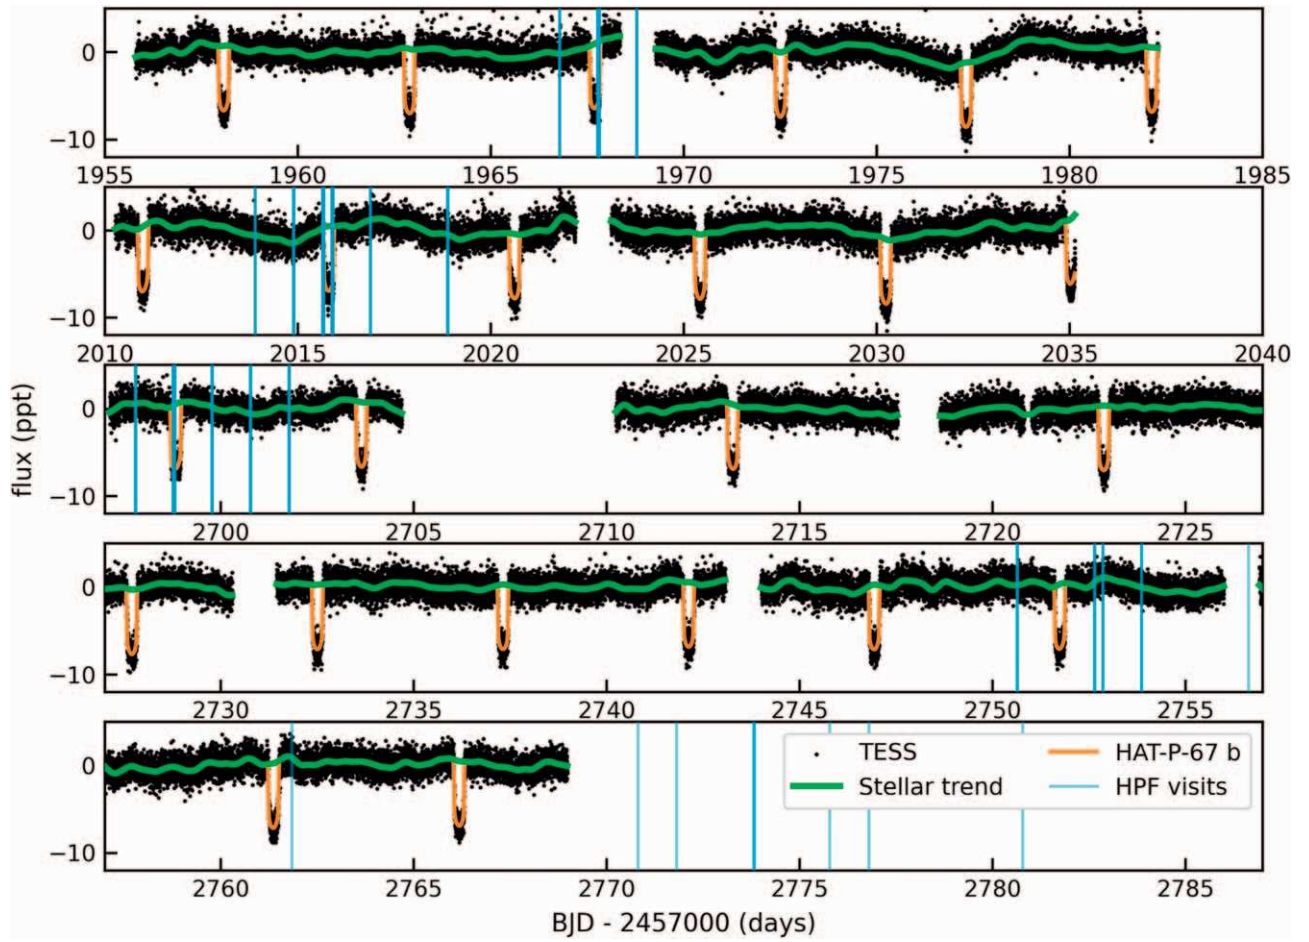 0
−10
1955 1960 1965 1970 1975 1980 1985
0
−10
2010 2015 2020 2025 2030 2035 2040
0
−10
2700 2705 2710 2715 2720 2725
flux (ppt)
0
−10
2730 2735 2740 2745 2750 2755
0
−10
TESS HAT-P-67 b
Stellar trend HPF visits
2760 2765 2770 2775 2780 2785
BJD - 2457000 (days)